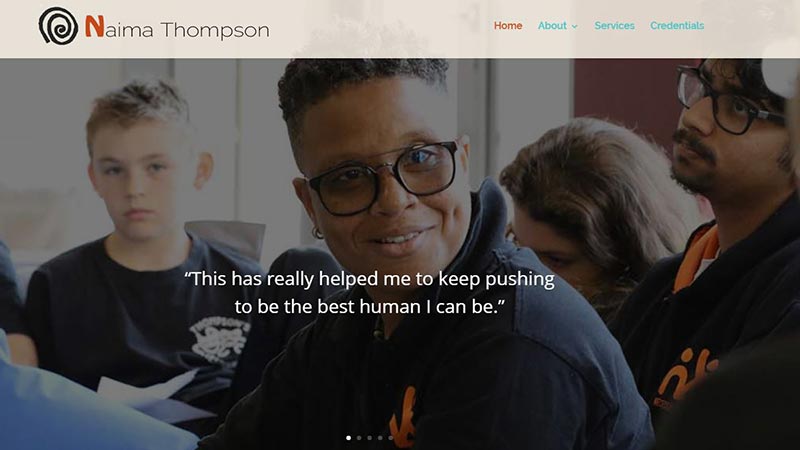 Naima Thompson
Home About Services Credentials
“This has really helped me to keep pushing
to be the best human I can be.”